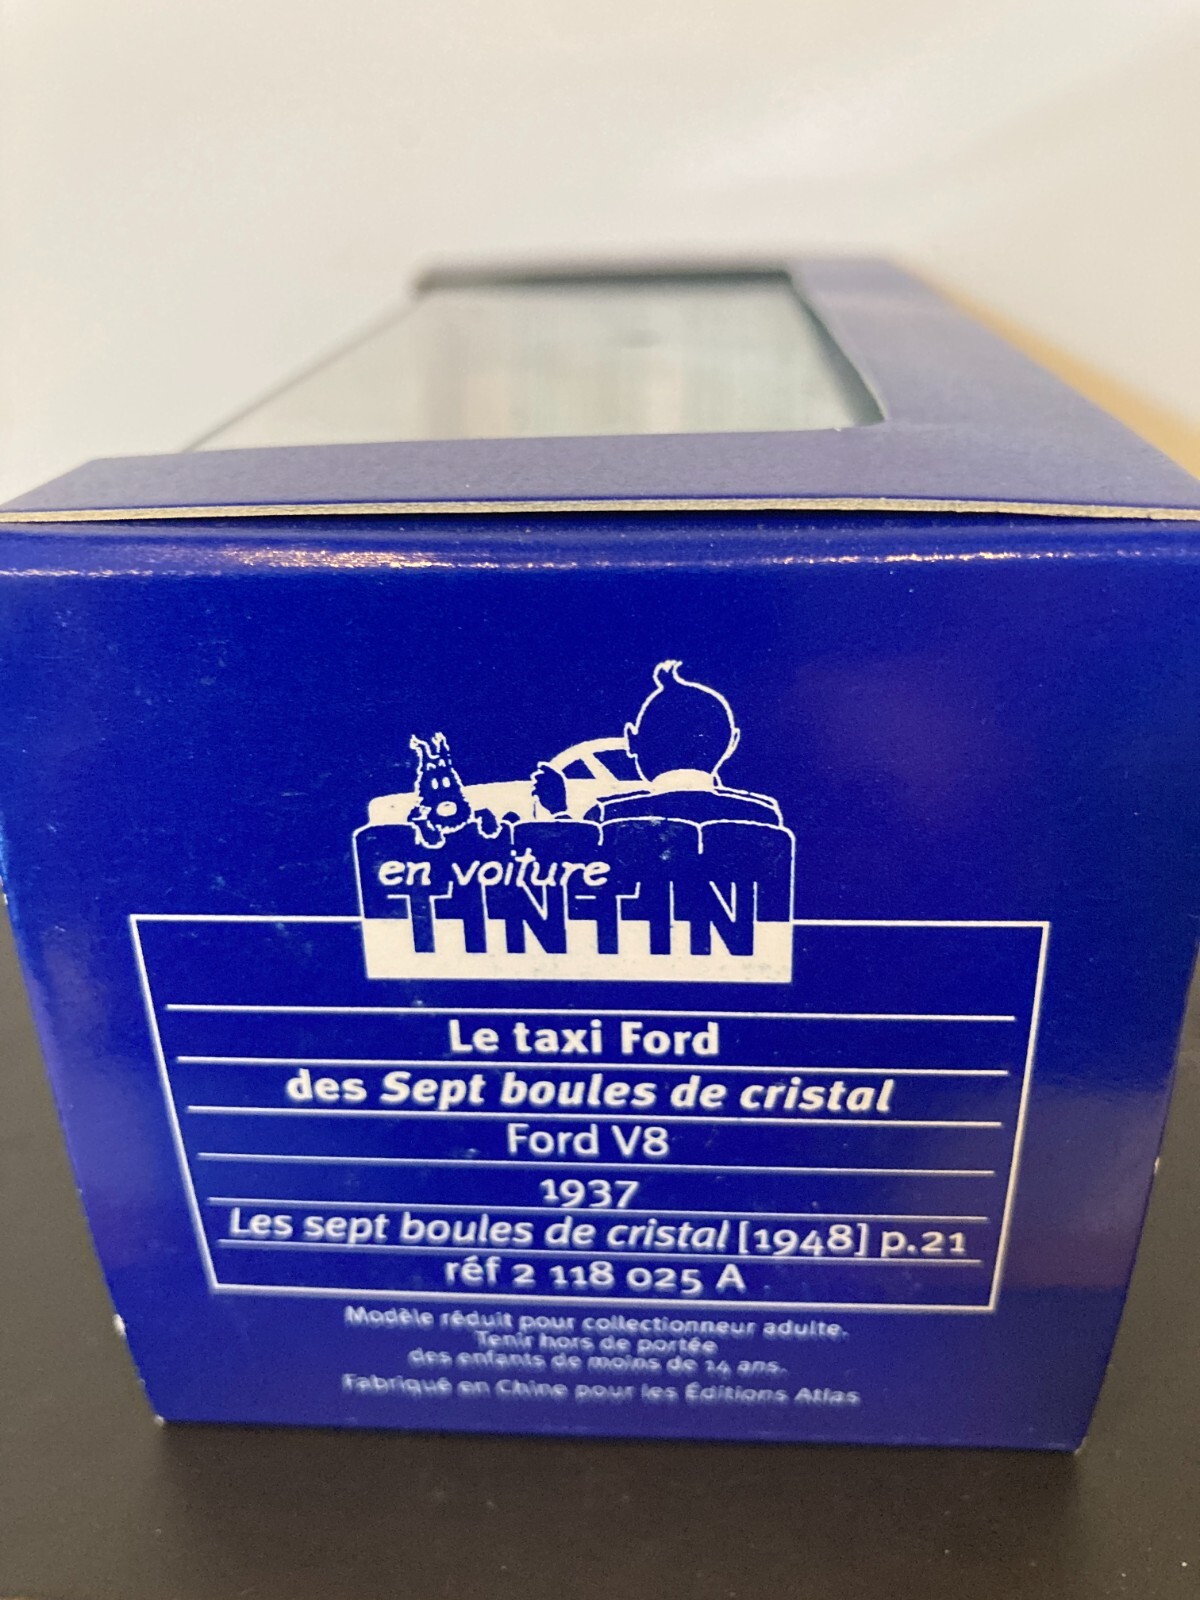 en voiture
TINTIN
Le taxi Ford
des Sept boules de cristal
Ford V8
1937
Les sept boules de cristal [1948] p.21
réf 2 118 025 A
Modèle réduit pour collectionneur adulte.
Tenir hors de portée
des enfants de moins de 14 ans.
Fabriqué en Chine pour les Éditions Atlas